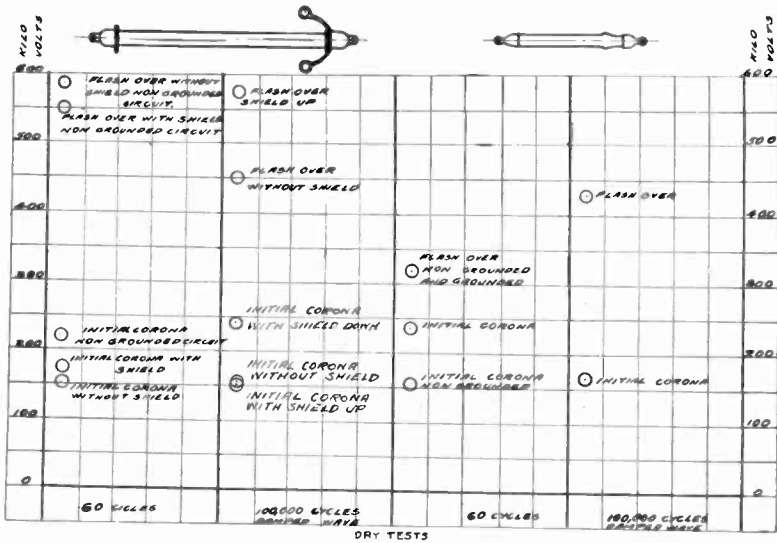 KILO
VOLTS
600
500
400
300
200
100
0
FLASH OVER WITHOUT
SHIELD NON GROUNDED
CIRCUIT.
FLASH OVER WITH SHIELD
NON GROUNDED CIRCUIT
INITIAL CORONA
NON GROUNDED CIRCUIT
INITIAL CORONA WITH
SHIELD
INITIAL CORONA
WITHOUT SHIELD
60 CYCLES
FLASH OVER
SHIELD UP
FLASH OVER
WITHOUT SHIELD
INITIAL CORONA
WITH SHIELD DOWN
INITIAL CORONA
WITHOUT SHIELD
INITIAL CORONA
WITH SHIELD UP
100,000 CYCLES
DAMPER WAVE
FLASH OVER
NON GROUNDED
AND GROUNDED
INITIAL CORONA
INITIAL CORONA
NON GROUNDED
60 CYCLES
FLASH OVER
INITIAL CORONA
100,000 CYCLES
DAMPER WAVE
KILO
VOLTS
600
500
400
300
200
100
0
DRY TESTS